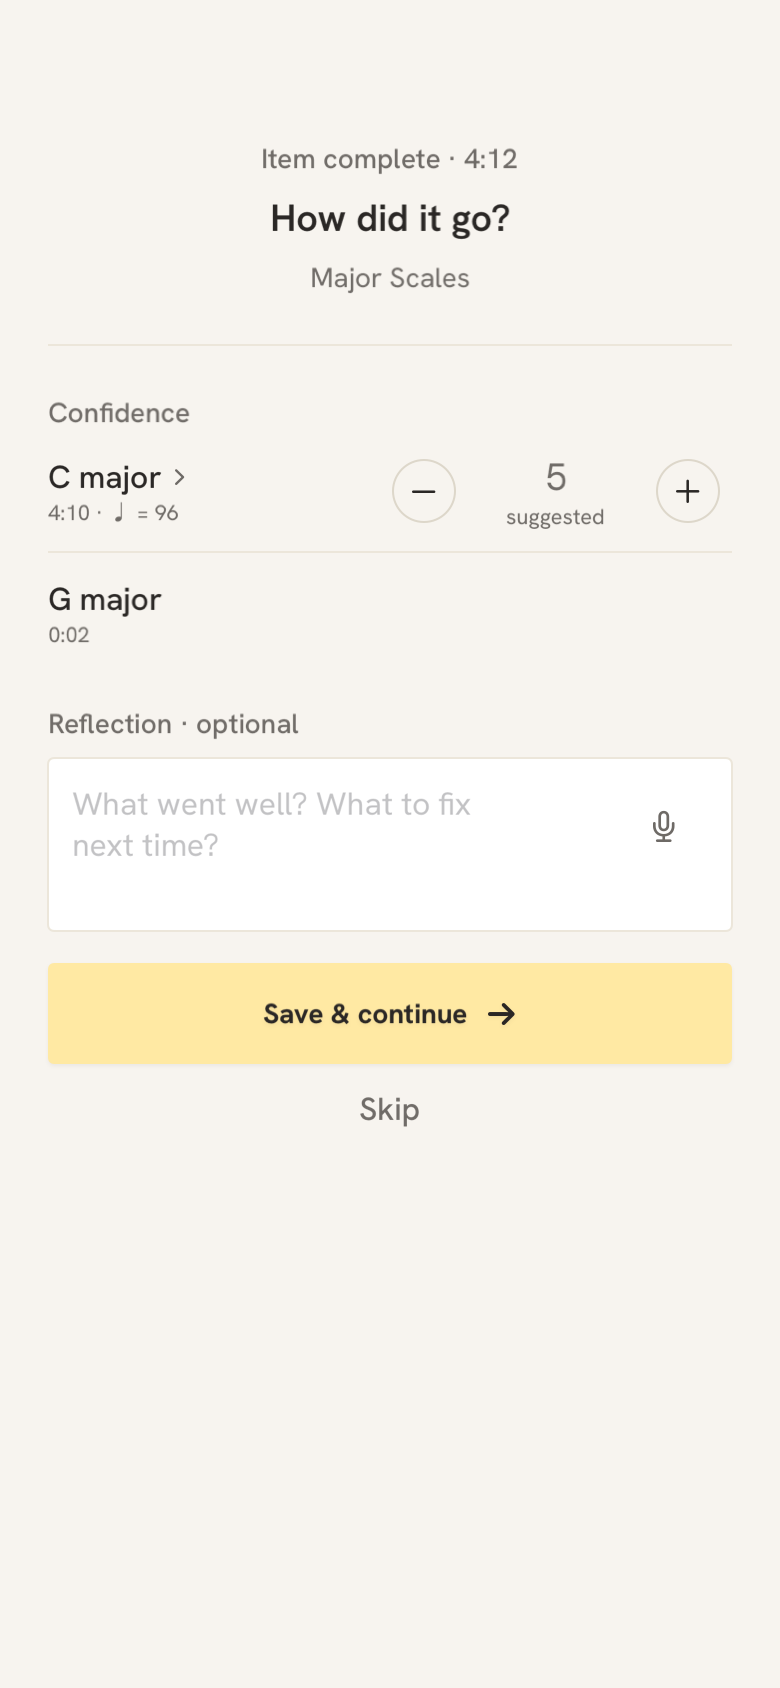 Item complete · 4:12
How did it go?
Major Scales
Confidence
C major >
4:10 · ♩ = 96
5
suggested
G major
0:02
Reflection · optional
What went well? What to fix
next time?
Save & continue →
Skip